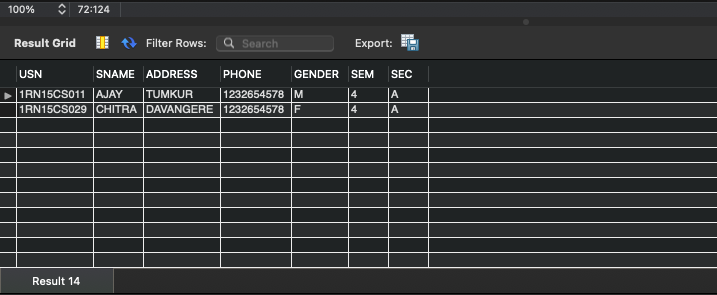 100% 72:124
Result Grid Filter Rows: Search Export:
USN SNAME ADDRESS PHONE GENDER SEM SEC
1RN15CS011 AJAY TUMKUR 1232654578 M 4 A
1RN15CS029 CHITRA DAVANGERE 1232654578 F 4 A
Result 14